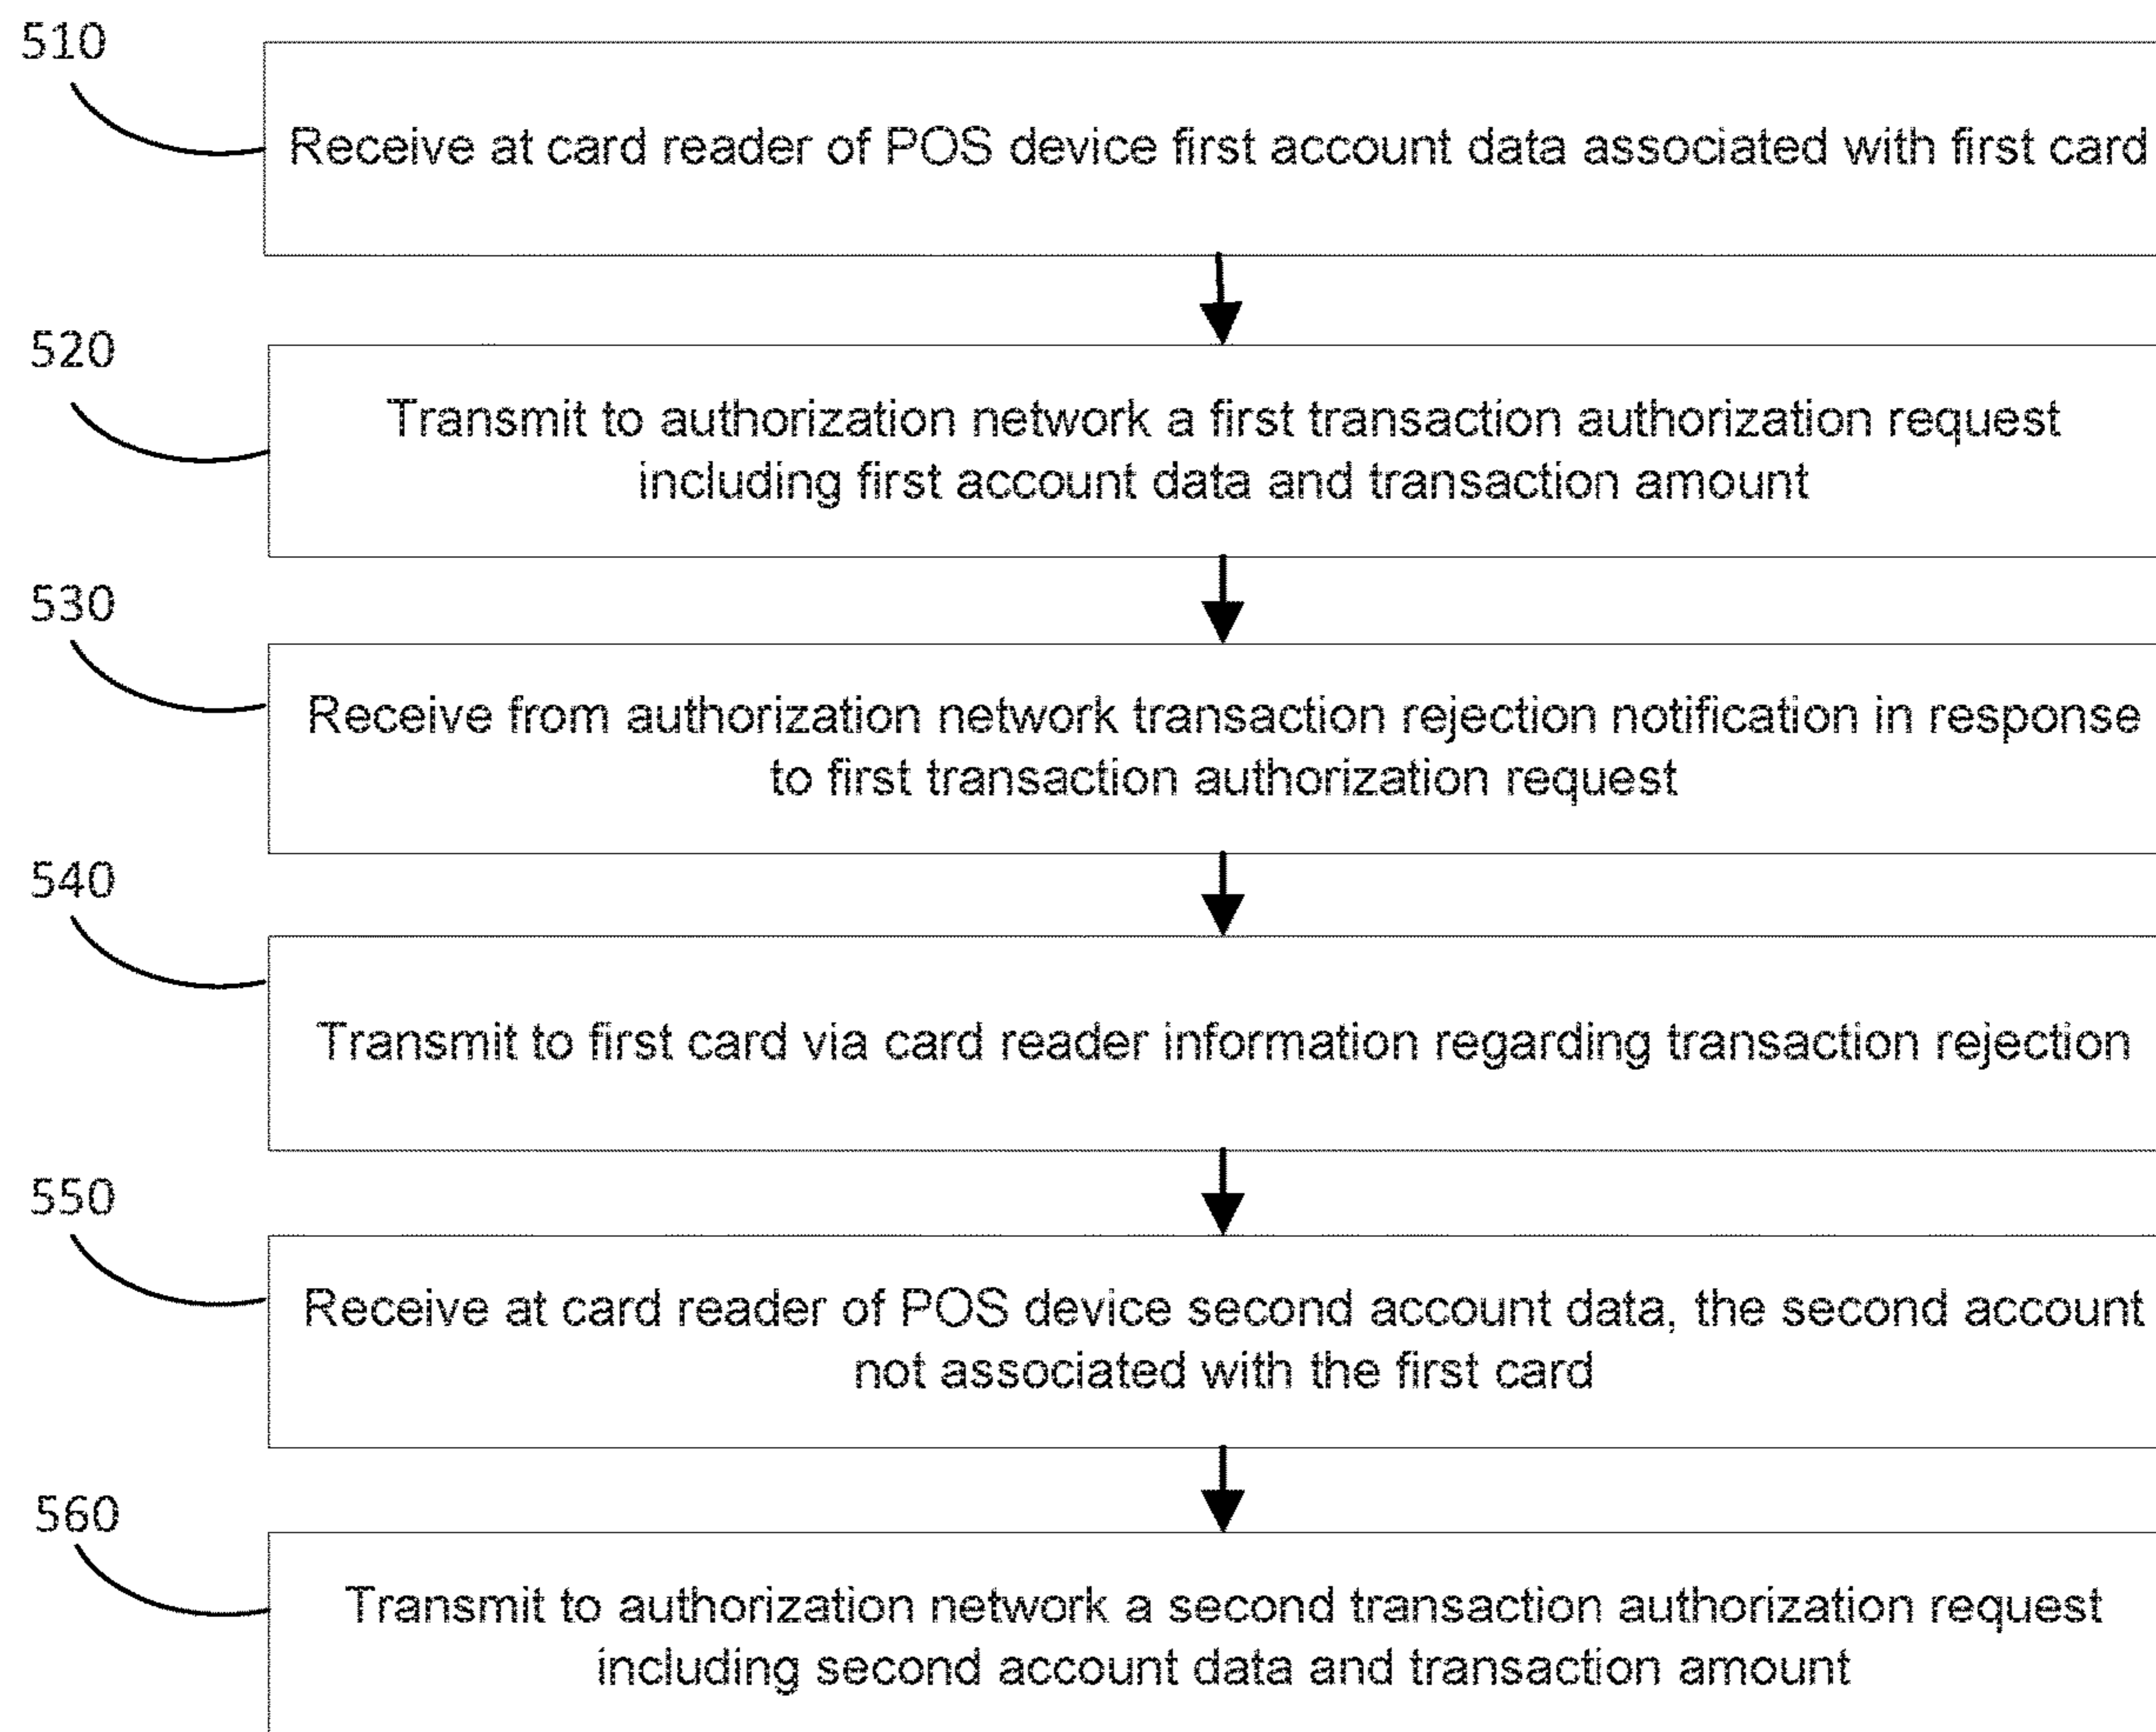 510
Receive at card reader of POS device first account data associated with first card
520
Transmit to authorization network a first transaction authorization request
including first account data and transaction amount
530
Receive from authorization network transaction rejection notification in response
to first transaction authorization request
540
Transmit to first card via card reader information regarding transaction rejection
550
Receive at card reader of POS device second account data, the second account
not associated with the first card
560
Transmit to authorization network a second transaction authorization request
including second account data and transaction amount